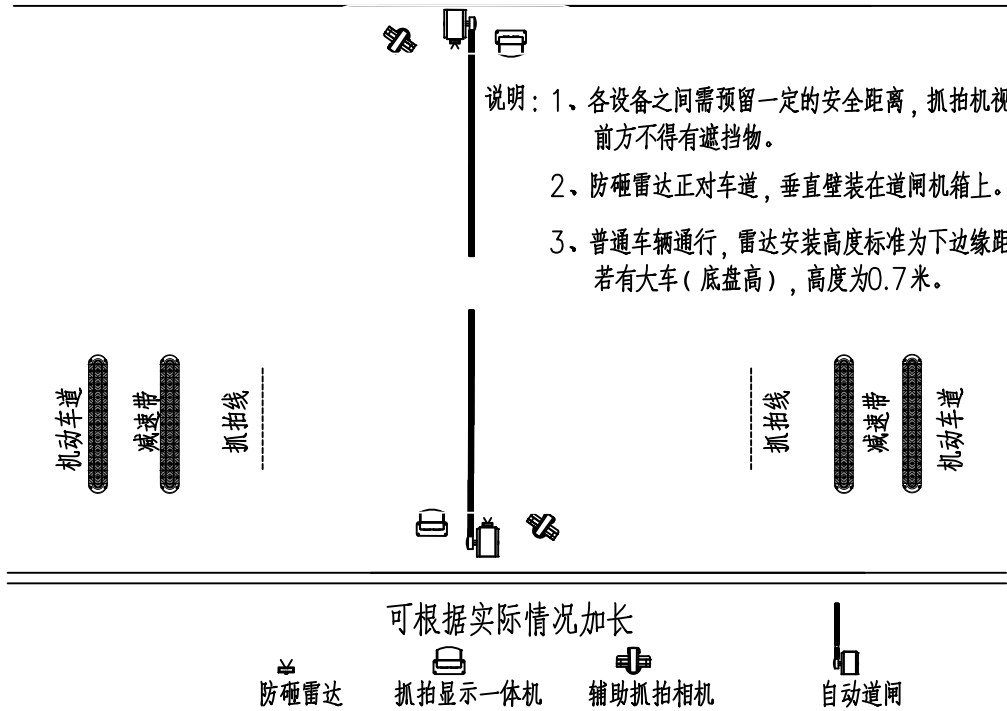 说明：1、各设备之间需预留一定的安全距离，抓拍机视
前方不得有遮挡物。
2、防砸雷达正对车道，垂直壁装在道闸机箱上。
3、普通车辆通行，雷达安装高度标准为下边缘距
若有大车（底盘高），高度为0.7米。
机动车道
减速带
抓拍线
抓拍线
减速带
机动车道
可根据实际情况加长
防砸雷达
抓拍显示一体机
辅助抓拍相机
自动道闸